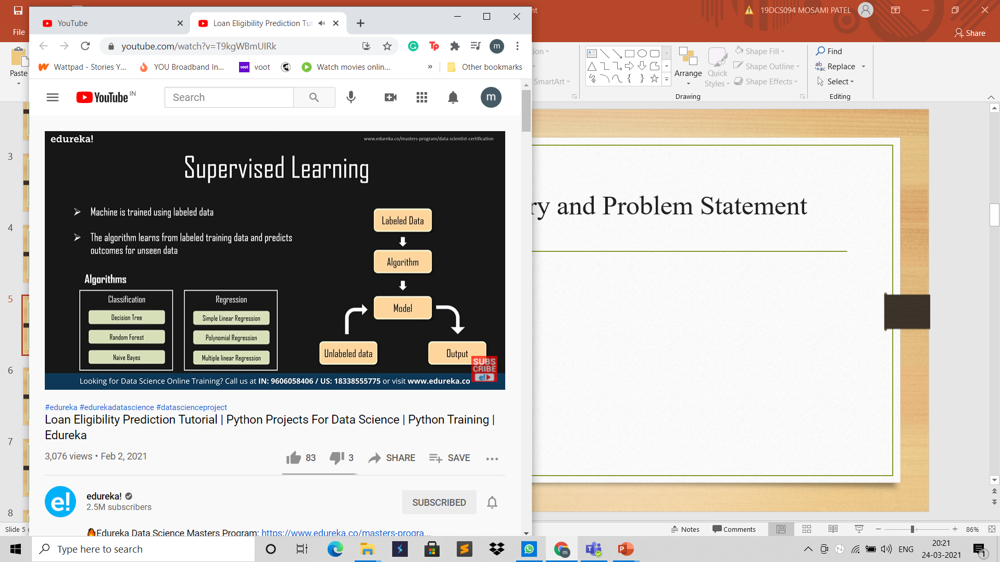 YouTube
Loan Eligibility Prediction Tut
nt
19DCS094 MOSAMI PATEL
File
Share
youtube.com/watch?v=T9kgWBmUIRk
m
Wattpad - Stories Y...
YOU Broadband In...
voot
voot
Watch movies onlin...
»
Other bookmarks
Paste
tion
SmartArt
Arrange
Quick
Styles
Shape Fill
Shape Outline
Shape Effects
Drawing
Find
Replace
Select
Editing
YouTube IN
Search
m
edureka!
www.edureka.co/masters-program/data-scientist-certification
Supervised Learning
Machine is trained using labeled data
The algorithm learns from labeled training data and predicts
outcomes for unseen data
Algorithms
Classification
Decision Tree
Random Forest
Naive Bayes
Regression
Simple Linear Regression
Polynomial Regression
Multiple linear Regression
Labeled Data
Algorithm
Model
Unlabeled data
Output
SUBS
CRIBE
e!
Looking for Data Science Online Training? Call us at IN: 9606058406 / US: 18338555775 or visit www.edureka.co
#edureka #edurekadatascience #datascienceproject
Loan Eligibility Prediction Tutorial | Python Projects For Data Science | Python Training |
Edureka
3,076 views • Feb 2, 2021
83
3
SHARE
SAVE
e!
edureka!
2.5M subscribers
SUBSCRIBED
Edureka Data Science Masters Program: https://www.edureka.co/masters-progra...
ry and Problem Statement
3
4
5
6
7
8
Slide 5
Notes
Comments
86%
Type here to search
ENG
20:21
24-03-2021
1